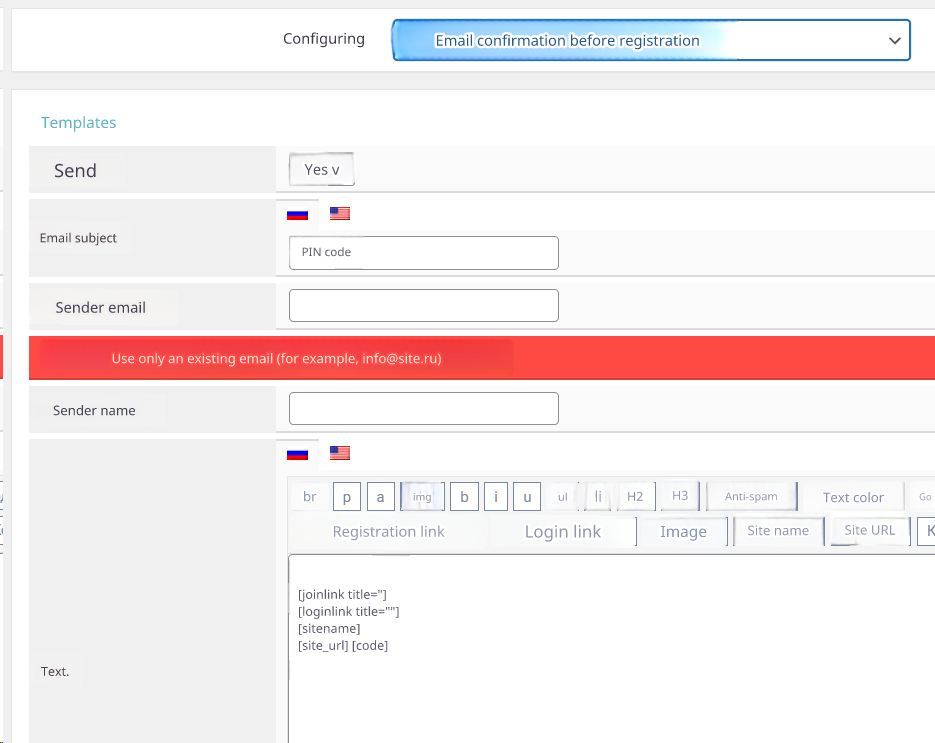 Configuring
Email confirmation before registration
Templates
Send
Yes v
Email subject
PIN code
Sender email
Use only an existing email (for example, info@site.ru)
Sender name
br p a img b i u ul li H2 H3 Anti-spam Text color Go
Registration link Login link Image Site name Site URL K
[joinlink title="]
[loginlink title=""]
[sitename]
[site_url] [code]
Text.